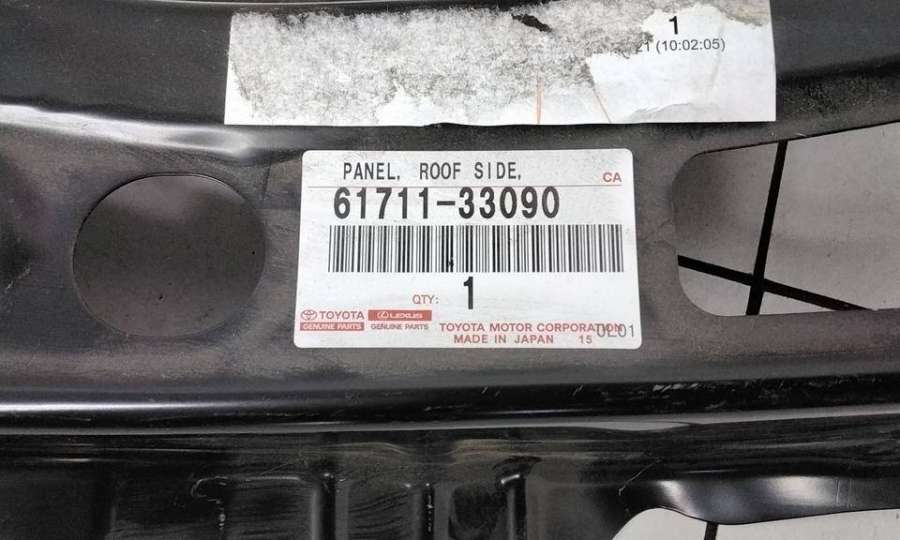 1
21 (10:02:05)
PANEL, ROOF SIDE,
CA
61711-33090
QTY: 1
TOYOTA LEXUS
GENUINE PARTS GENUINE PARTS
TOYOTA MOTOR CORPORATION
MADE IN JAPAN 15 0E01